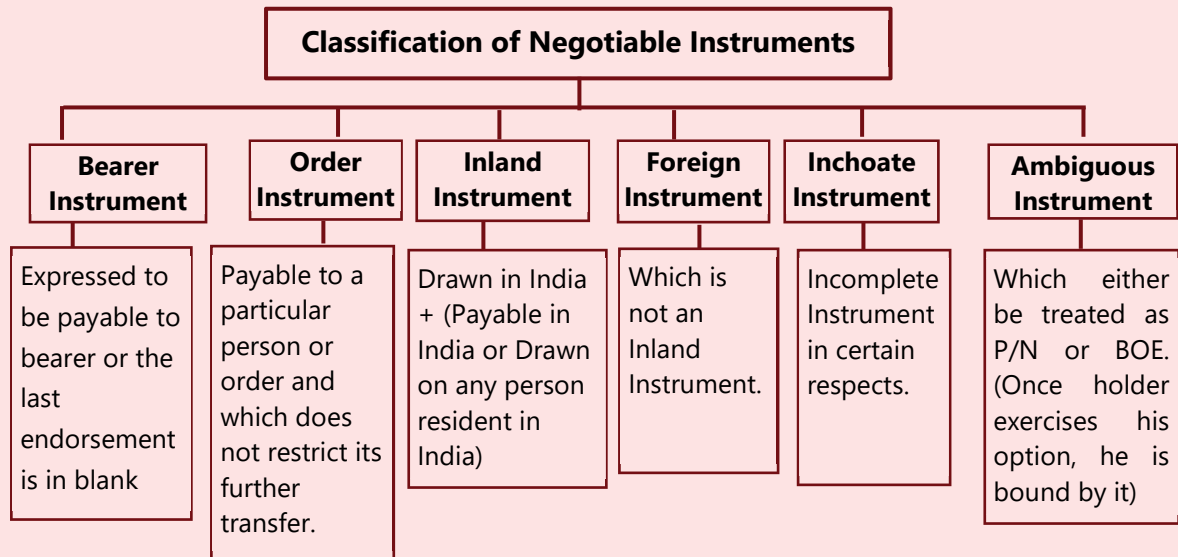 Classification of Negotiable Instruments
Bearer
Instrument
Order
Instrument
Inland
Instrument
Foreign
Instrument
Inchoate
Instrument
Ambiguous
Instrument
Expressed to
be payable to
bearer or the
last
endorsement
is in blank
Payable to a
particular
person or
order and
which does
not restrict its
further
transfer.
Drawn in India
+ (Payable in
India or Drawn
on any person
resident in
India)
Which is
not an
Inland
Instrument.
Incomplete
Instrument
in certain
respects.
Which either
be treated as
P/N or BOE.
(Once holder
exercises his
option, he is
bound by it)